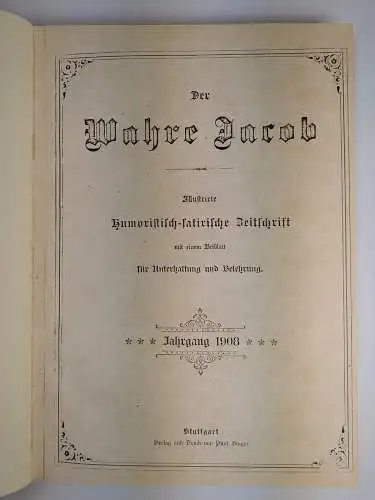 Der
Wahre Jacob
Illustrirte
Humoristisch-satirische Zeitschrift
mit einem Beiblatt
für Unterhaltung und Belehrung.
*** Jahrgang 1908 ***
Stuttgart
Verlag und Druck von Paul Singer